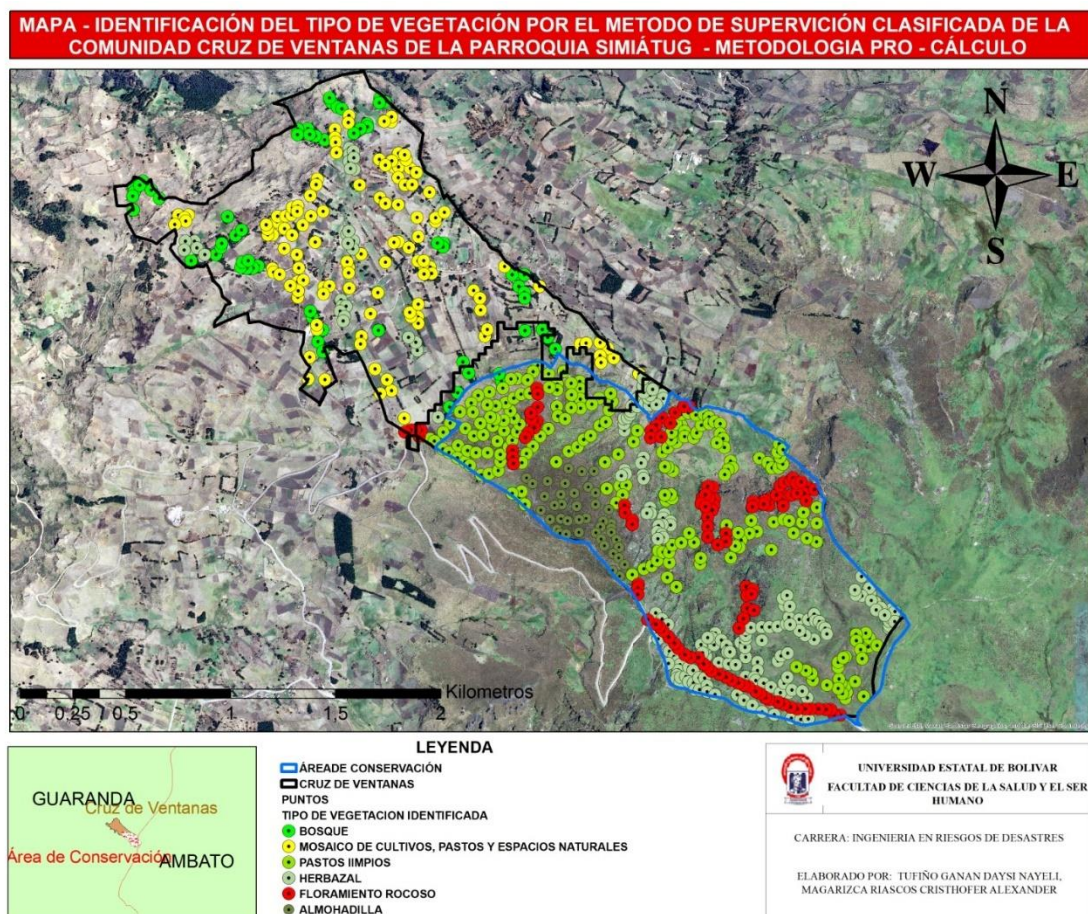 MAPA - IDENTIFICACIÓN DEL TIPO DE VEGETACIÓN POR EL METODO DE SUPERVICIÓN CLASIFICADA DE LA
COMUNIDAD CRUZ DE VENTANAS DE LA PARROQUIA SIMIÁTUG - METODOLOGIA PRO - CÁLCULO
N
W E
S
Kilometros
0 0,25 0,5 1 1,5 2
GUARANDA
Cruz de Ventanas
Área de Conservación
AMBATO
LEYENDA
ÁREADE CONSERVACIÓN
CRUZ DE VENTANAS
PUNTOS
TIPO DE VEGETACION IDENTIFICADA
BOSQUE
MOSAICO DE CULTIVOS, PASTOS Y ESPACIOS NATURALES
PASTOS lIMPIOS
HERBAZAL
FLORAMIENTO ROCOSO
ALMOHADILLA
UNIVERSIDAD ESTATAL DE BOLIVAR
FACULTAD DE CIENCIAS DE LA SALUD Y EL SER
HUMANO
CARRERA: INGENIERIA EN RIESGOS DE DESASTRES
ELABORADO POR: TUFIÑO GANAN DAYSI NAYELI,
MAGARIZCA RIASCOS CRISTHOFER ALEXANDER